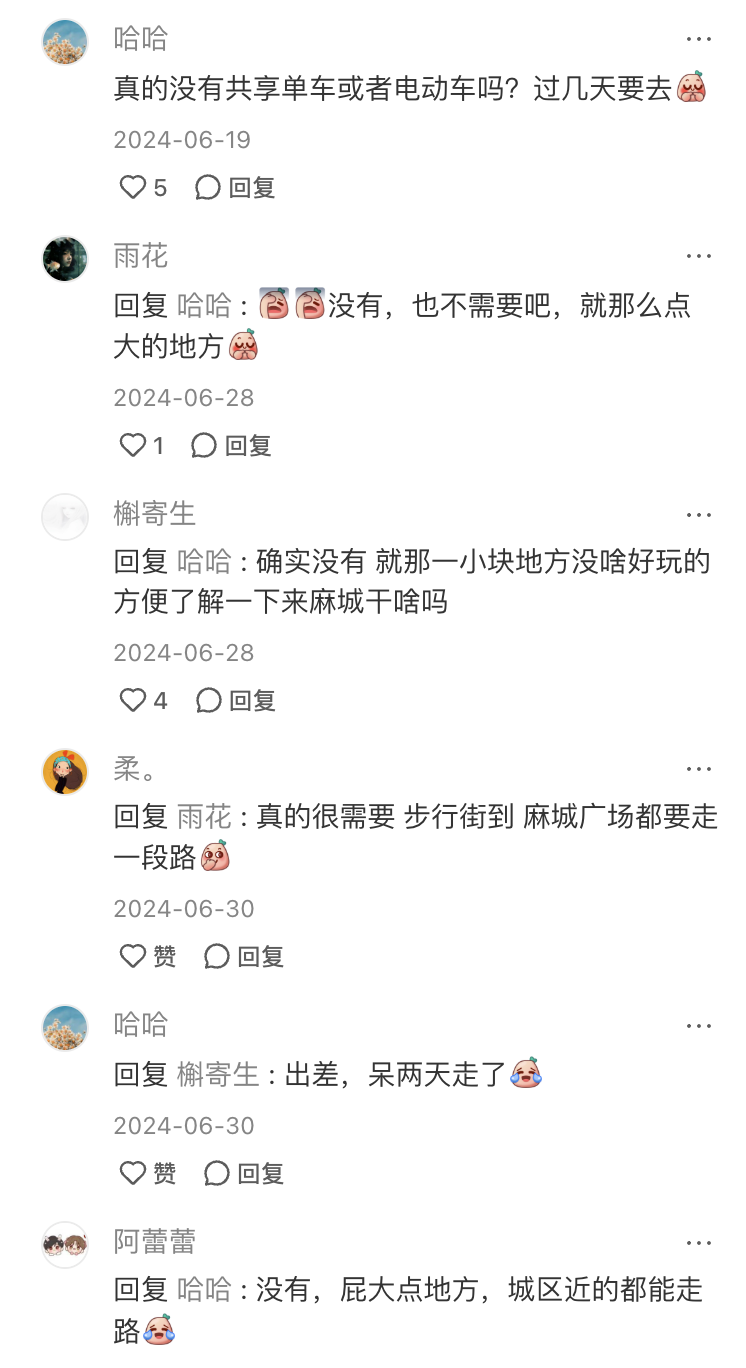 哈哈
真的没有共享单车或者电动车吗？过几天要去
2024-06-19
5 回复
雨花
回复 哈哈：没有，也不需要吧，就那么点
大的地方
2024-06-28
1 回复
槲寄生
回复 哈哈：确实没有 就那一小块地方没啥好玩的
方便了解一下来麻城干啥吗
2024-06-28
4 回复
柔。
回复 雨花：真的很需要 步行街到 麻城广场都要走
一段路
2024-06-30
赞 回复
哈哈
回复 槲寄生：出差，呆两天走了
2024-06-30
赞 回复
阿蕾蕾
回复 哈哈：没有，屁大点地方，城区近的都能走
路